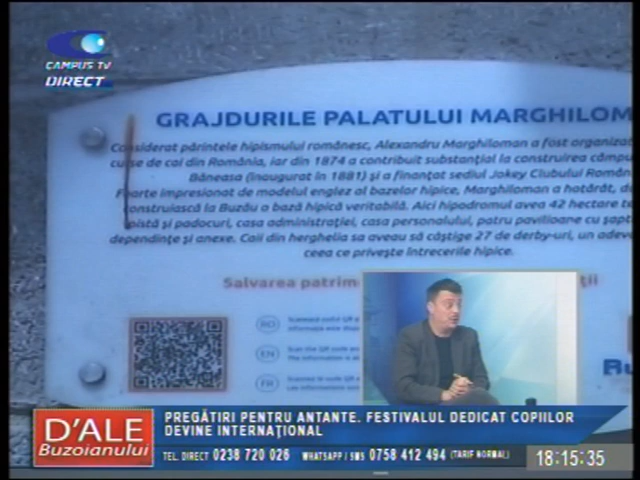 CAMPUS TV
DIRECT
GRAJDURILE PALATULUI MARGHILOM
Considerat părintele hipismului românesc, Alexandru Marghiloman a fost organizat
curse de cai din România, iar din 1874 a contribuit substanțial la construirea câmpu
Băneasa (inaugurat în 1881) și a finanțat sediul Jokey Clubului Român
Foarte impresionat de modelul englez al bazelor hipice, Marghiloman a hotărât, d
construiască la Buzău o bază hipică veritabilă. Aici hipodromul avea 42 hectare te
pistă și padocuri, casa administrației, casa personalului, patru pavilioane cu șapt
dependințe și anexe. Caii din herghelia sa aveau să câștige 27 de derby-uri, un adev
ceea ce privește întrecerile hipice.
Salvarea patrim ții
RO
EN
FR
D'ALE
Buzoianului
PREGĂTIRI PENTRU ANTANTE. FESTIVALUL DEDICAT COPIILOR
DEVINE INTERNAŢIONAL
TEL. DIRECT 0238 720 026 WHATSAPP / SMS 0758 412 494 (TARIF NORMAL)
18:15:35